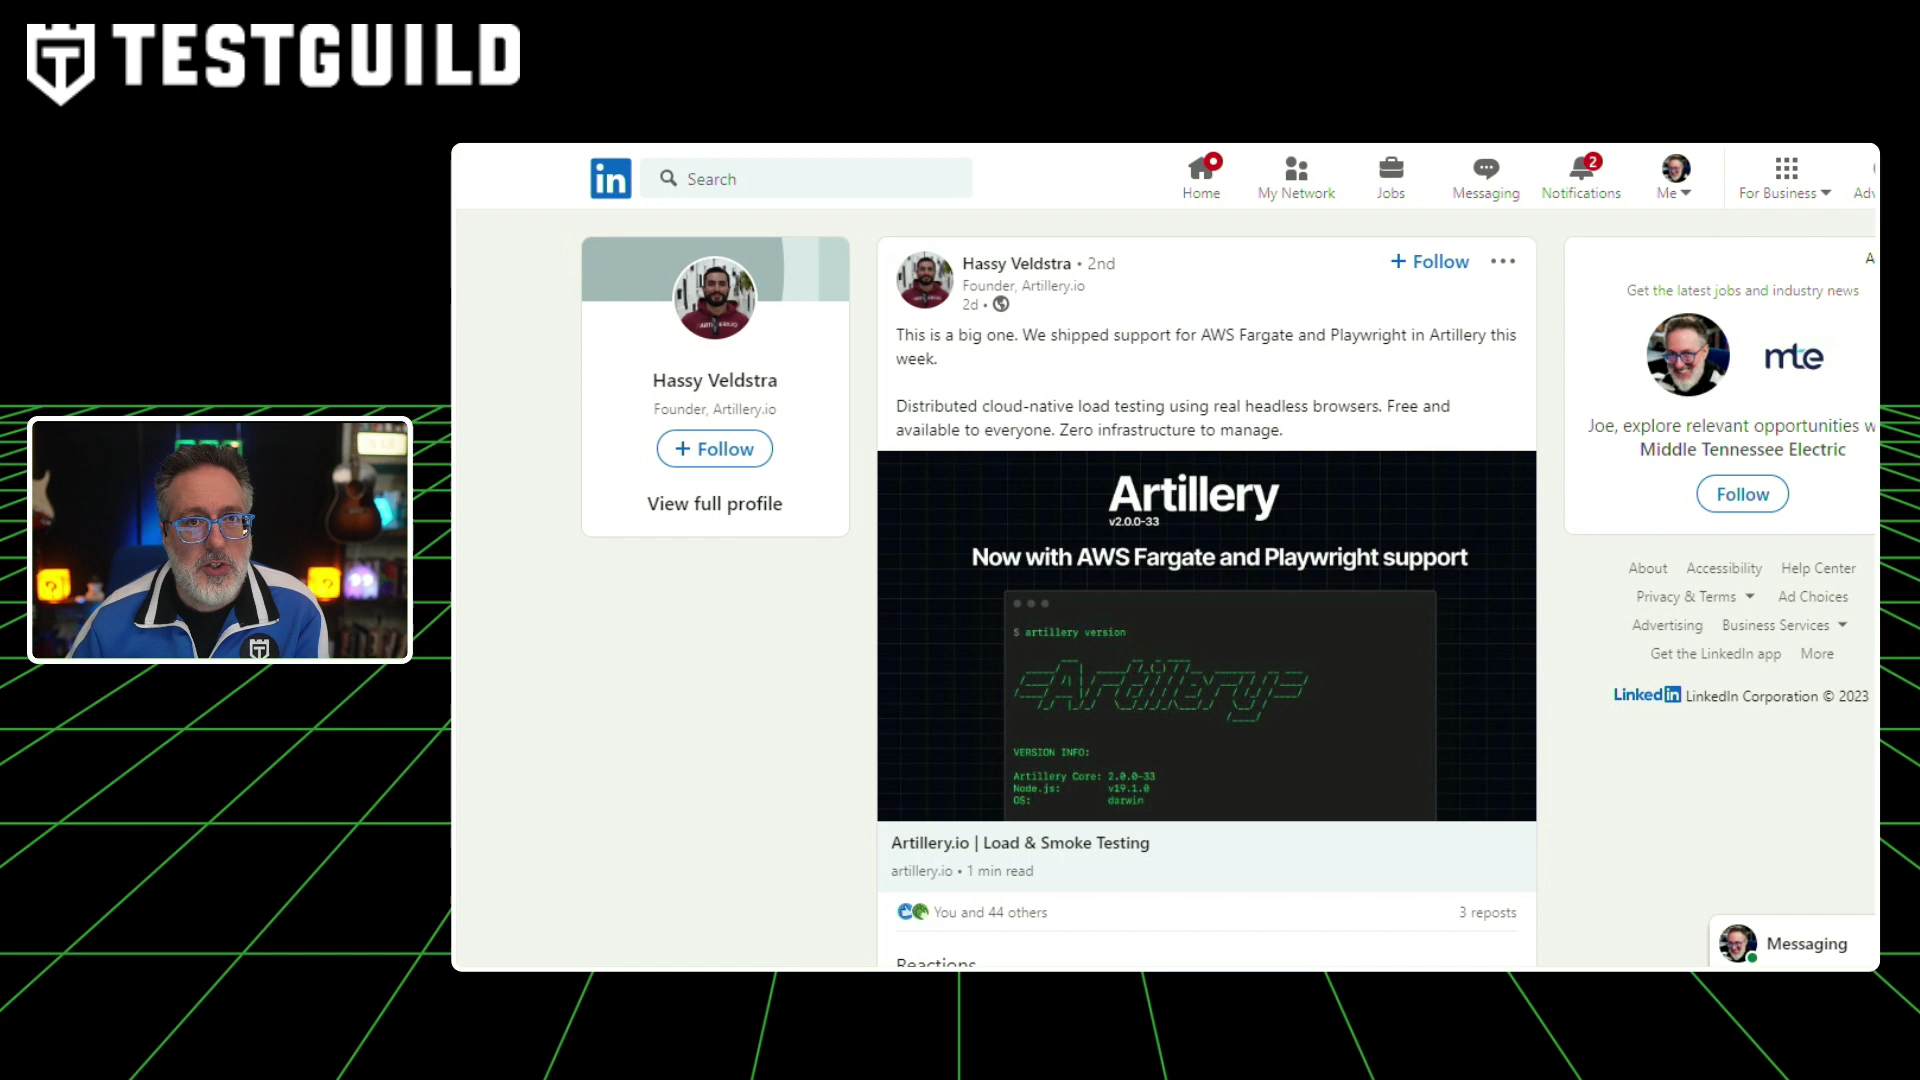 TESTGUILD
in
Search
Home
My Network
Jobs
Messaging
2
Notifications
Me
For Business
Adv
Hassy Veldstra
Founder, Artillery.io
+ Follow
View full profile
Hassy Veldstra • 2nd
Founder, Artillery.io
2d •
+ Follow
This is a big one. We shipped support for AWS Fargate and Playwright in Artillery this
week.
Distributed cloud-native load testing using real headless browsers. Free and
available to everyone. Zero infrastructure to manage.
Artillery
v2.0.0-33
Now with AWS Fargate and Playwright support
$ artillery version
Artillery
VERSION INFO:
Artillery Core: 2.0.0-33
Node.js: v19.1.0
OS: darwin
Artillery.io | Load & Smoke Testing
artillery.io • 1 min read
You and 44 others
3 reposts
Reactions
A
Get the latest jobs and industry news
mte
Joe, explore relevant opportunities w
Middle Tennessee Electric
Follow
About Accessibility Help Center
Privacy & Terms Ad Choices
Advertising Business Services
Get the LinkedIn app More
LinkedIn LinkedIn Corporation © 2023
Messaging